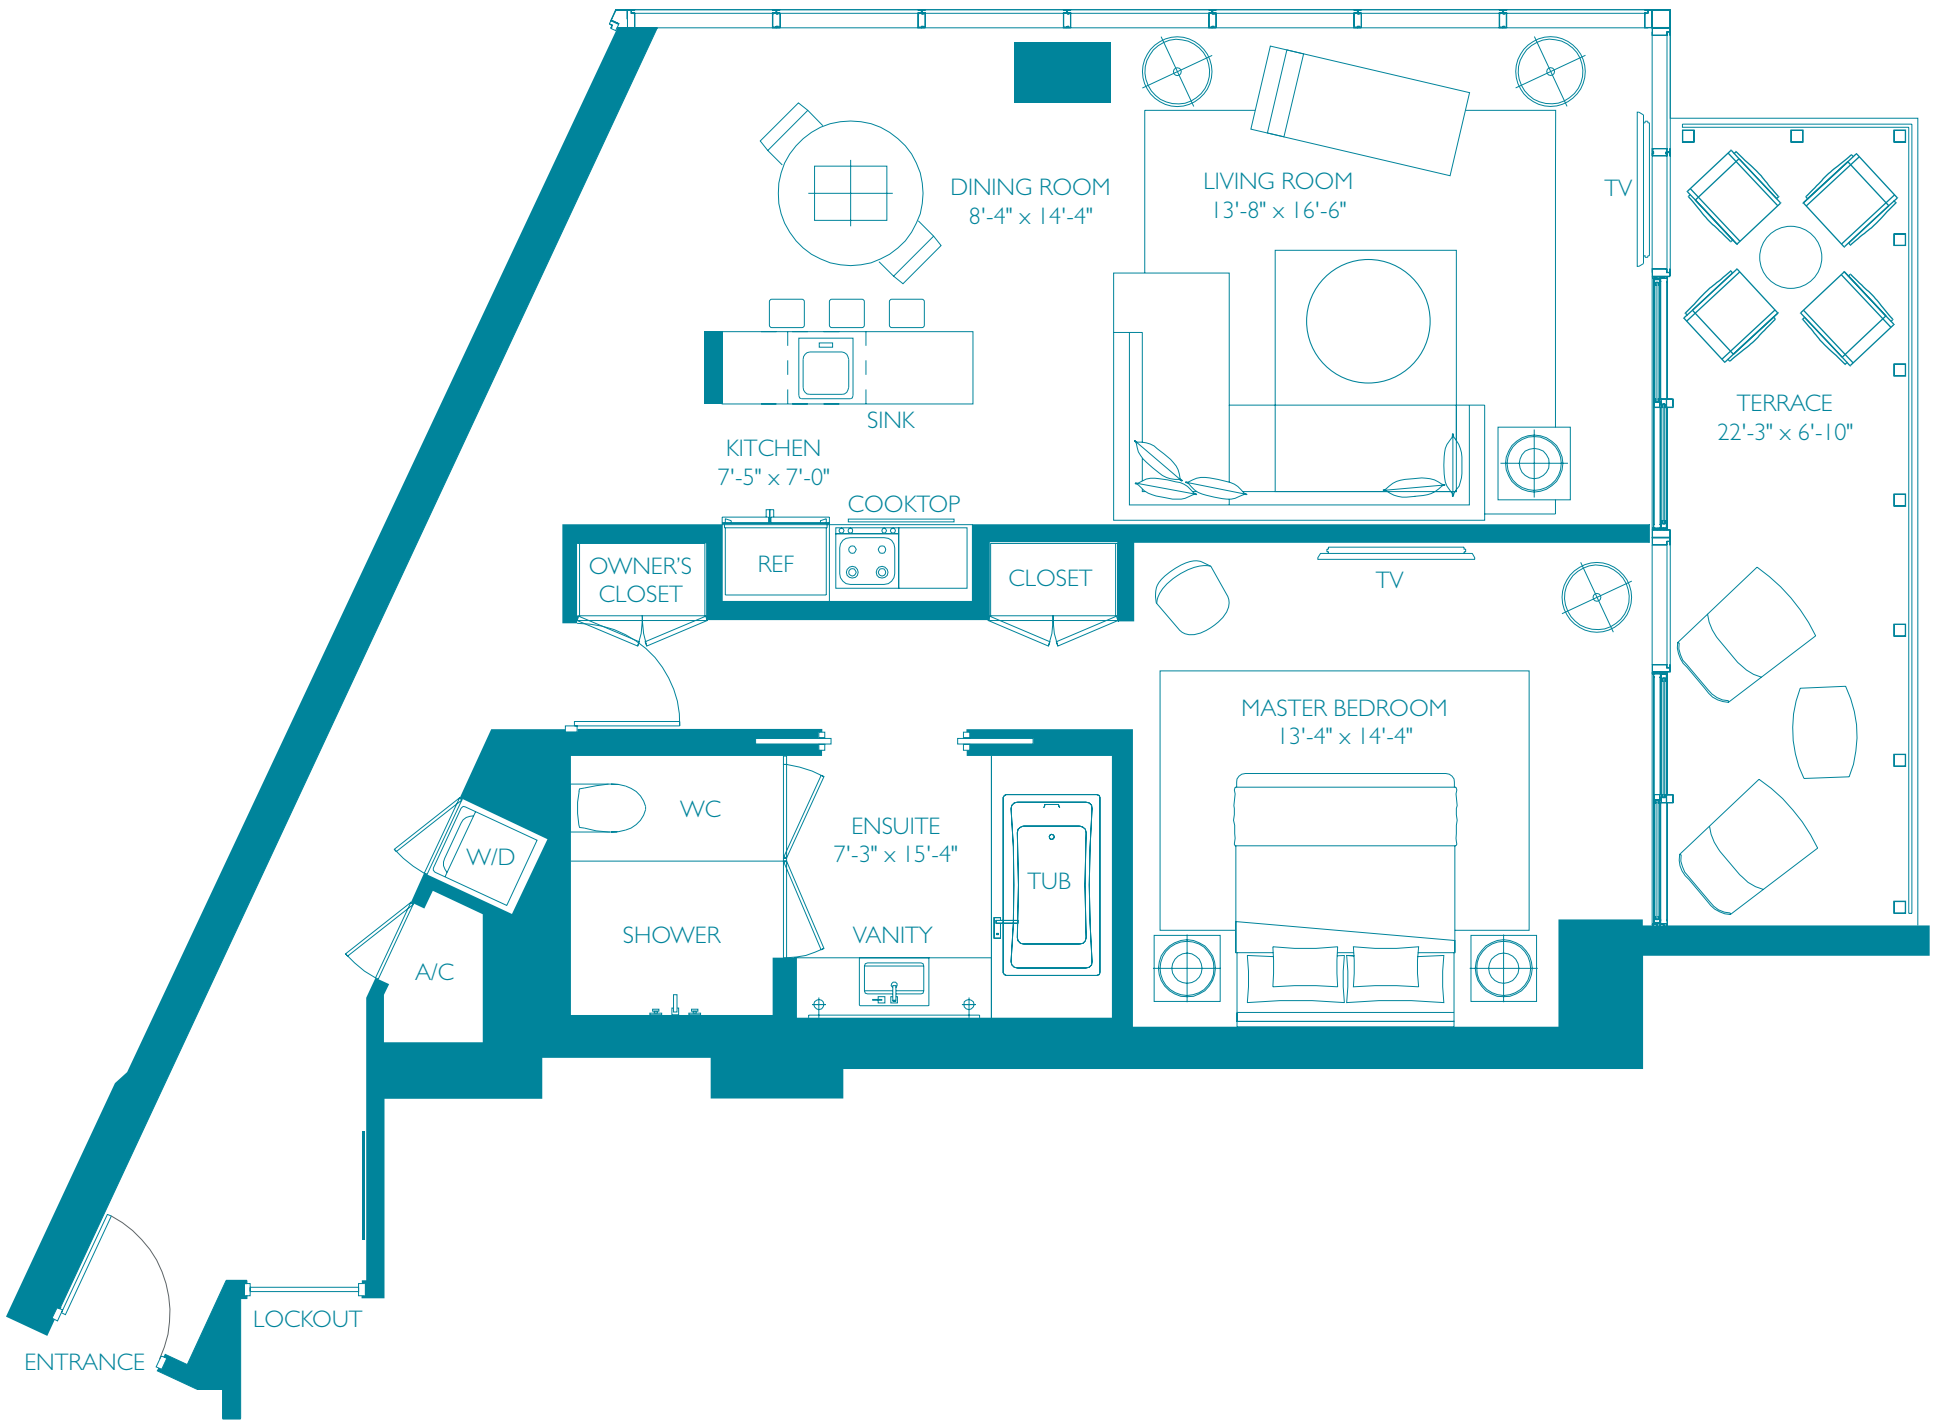 DINING ROOM
8'-4" x 14'-4"
LIVING ROOM
13'-8" x 16'-6"
TV
TERRACE
22'-3" x 6'-10"
SINK
KITCHEN
7'-5" x 7'-0"
COOKTOP
OWNER'S
CLOSET
REF
CLOSET
TV
MASTER BEDROOM
13'-4" x 14'-4"
WC
ENSUITE
7'-3" x 15'-4"
W/D
TUB
SHOWER
VANITY
A/C
LOCKOUT
ENTRANCE